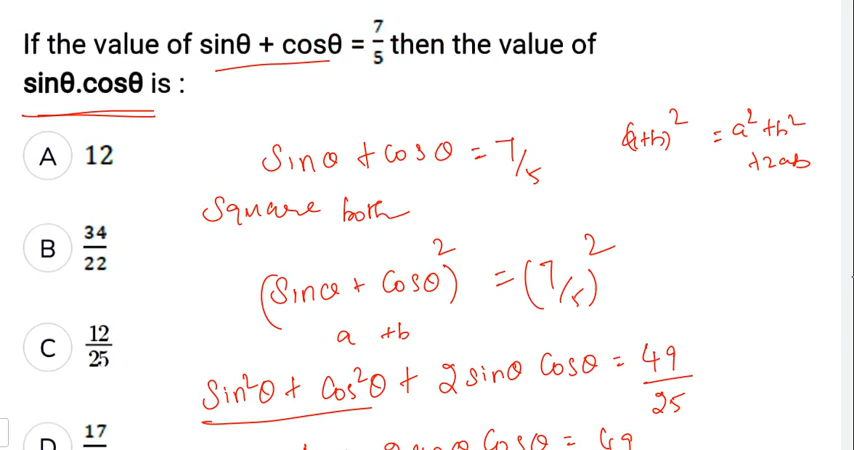 If the value of sinθ + cosθ = 7/5 then the value of
sinθ.cosθ is :
(a+b)² = a²+b²
+2ab
A 12
Sinθ + Cosθ = 7/5
Square both
B 34/22
(Sinθ + Cosθ)² = (7/5)²
a +b
C 12/25
Sin²θ + Cos²θ + 2 Sinθ Cosθ = 49/25
D 17
Cosθ = 49